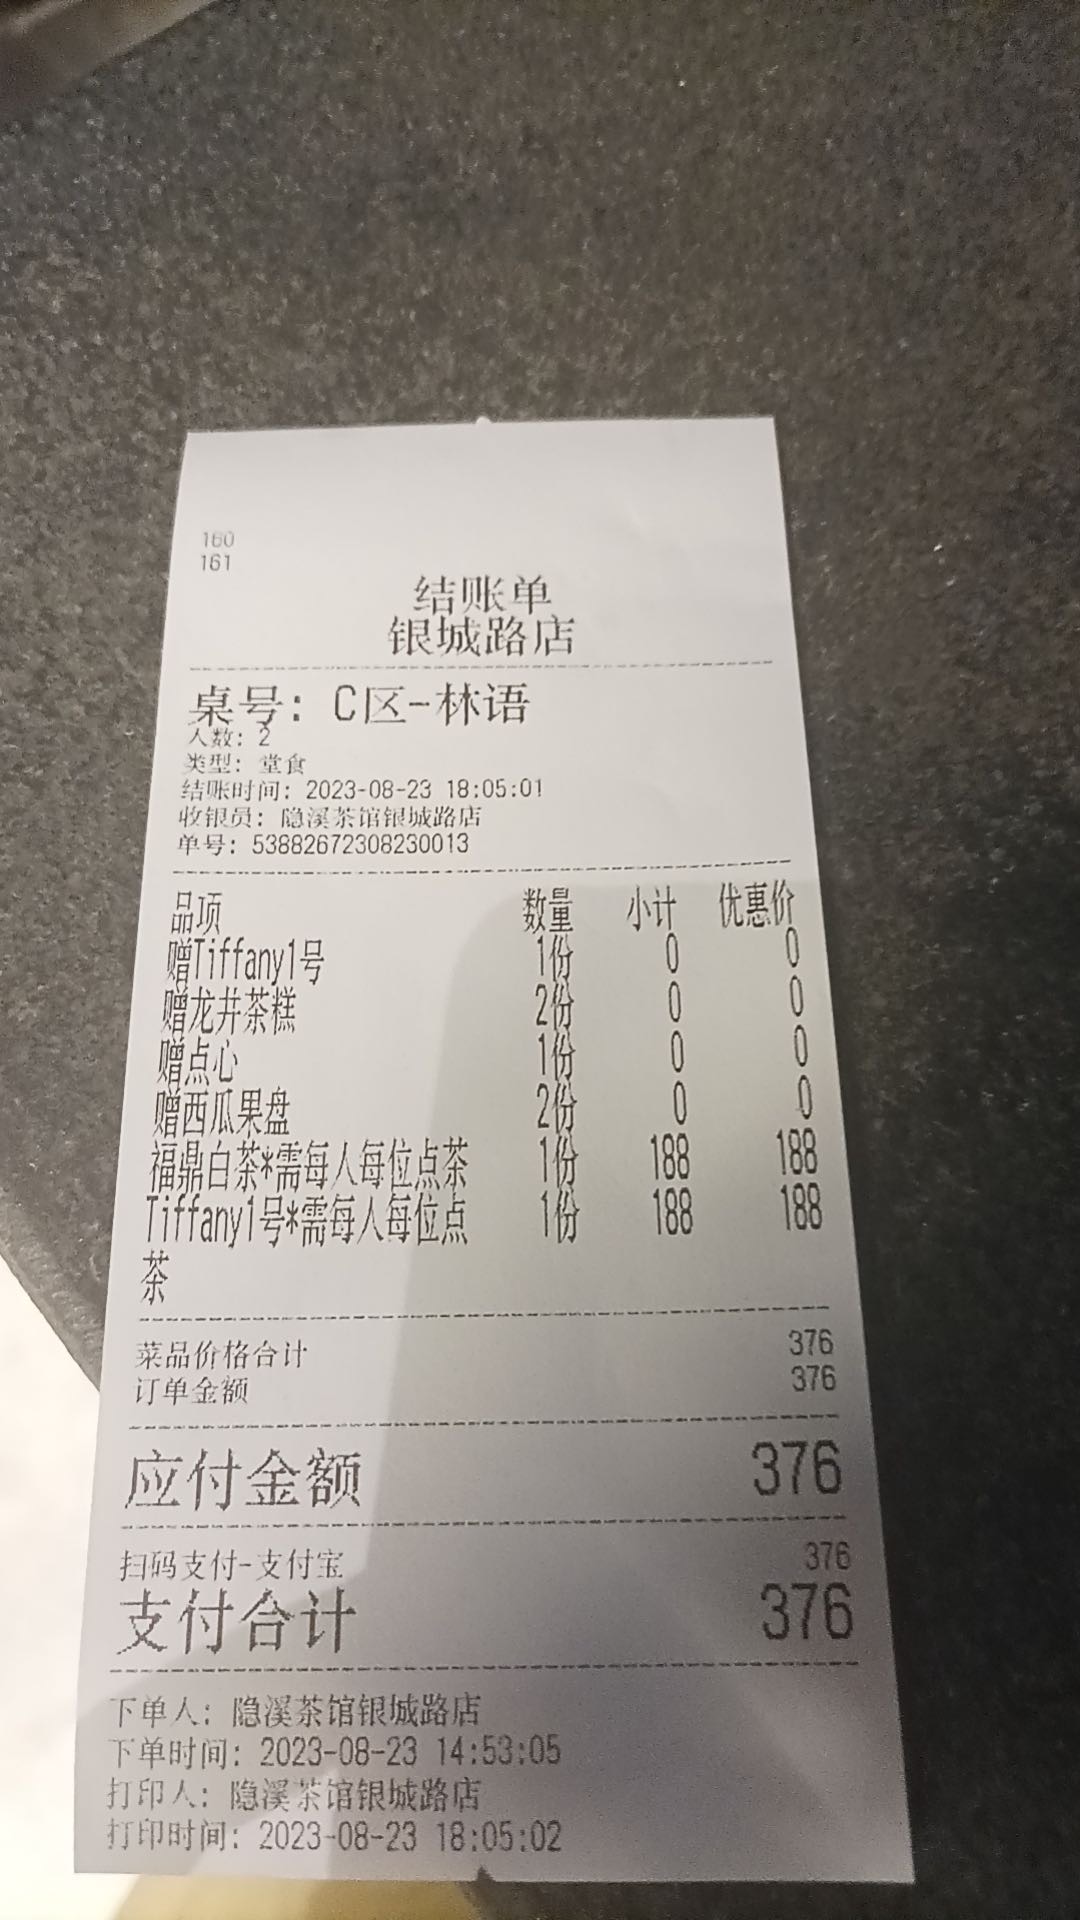 160
161
结账单
银城路店
桌号: C区-林语
人数: 2
类型: 堂食
结账时间: 2023-08-23 18:05:01
收银员: 隐溪茶馆银城路店
单号: 53882672308230013
品项 数量 小计 优惠价
赠Tiffany1号 1份 0 0
赠龙井茶糕 2份 0 0
赠点心 1份 0 0
赠西瓜果盘 2份 0 0
福鼎白茶*需每人每位点茶 1份 188 188
Tiffany1号*需每人每位点 1份 188 188
茶
菜品价格合计 376
订单金额 376
应付金额 376
扫码支付-支付宝 376
支付合计 376
下单人: 隐溪茶馆银城路店
下单时间: 2023-08-23 14:53:05
打印人: 隐溪茶馆银城路店
打印时间: 2023-08-23 18:05:02